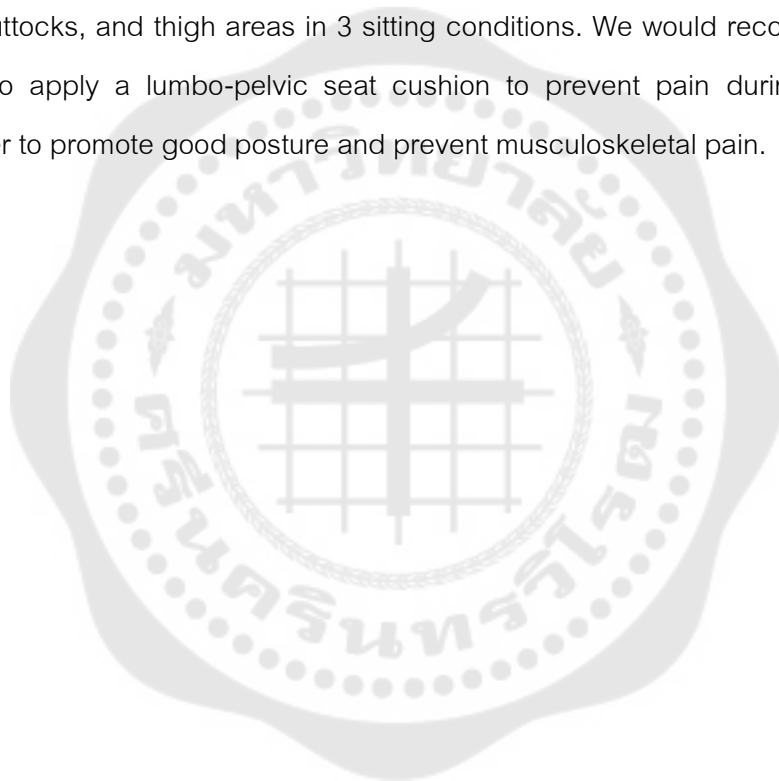 ttocks, and thigh areas in 3 sitting conditions. We would reco
o apply a lumbo-pelvic seat cushion to prevent pain durin
r to promote good posture and prevent musculoskeletal pain.
มหาวิทยาลัย
ศรีนครินทรวิโรฒ